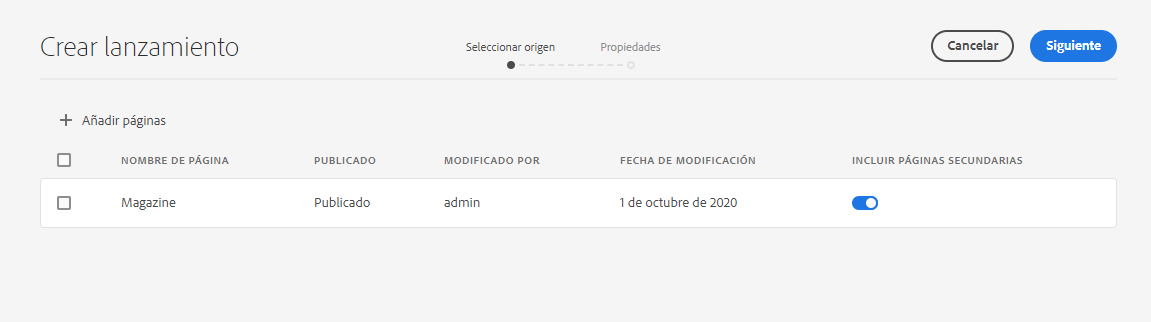 Crear lanzamiento
Seleccionar origen Propiedades
Cancelar Siguiente
Añadir páginas
NOMBRE DE PÁGINA PUBLICADO MODIFICADO POR FECHA DE MODIFICACIÓN INCLUIR PÁGINAS SECUNDARIAS
Magazine Publicado admin 1 de octubre de 2020